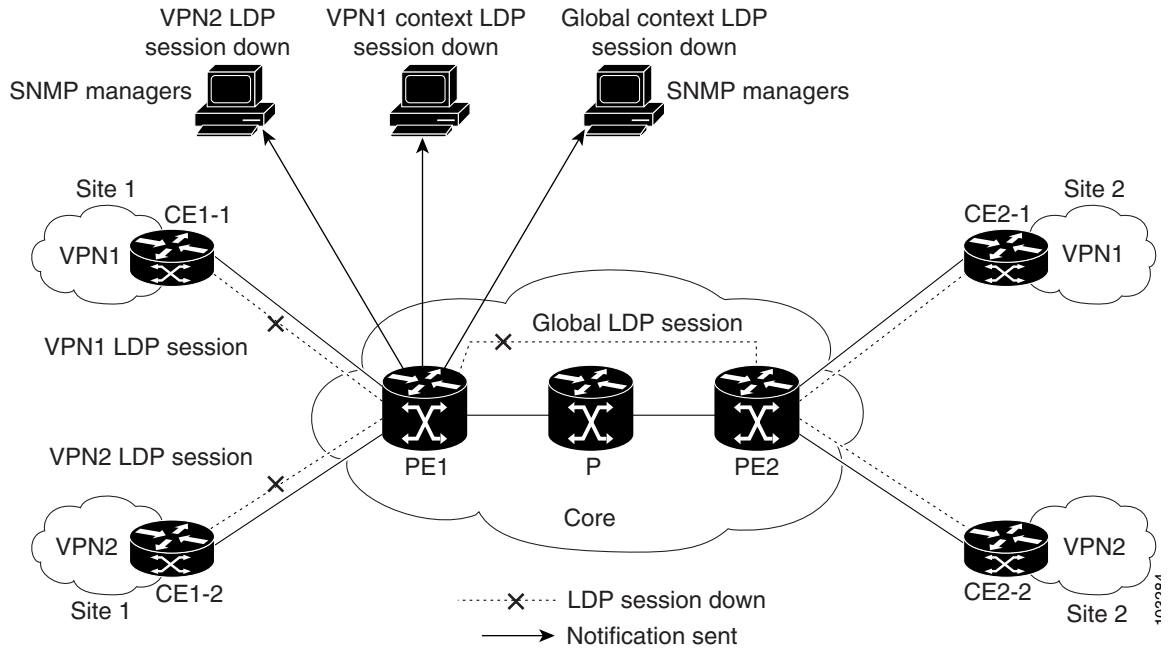 VPN2 LDP
session down
VPN1 context LDP
session down
Global context LDP
session down
SNMP managers
SNMP managers
Site 1
CE1-1
VPN1
VPN1 LDP session
Global LDP session
Site 2
CE2-1
VPN1
PE1
P
PE2
VPN2 LDP session
Core
VPN2
CE1-2
Site 1
VPN2
CE2-2
Site 2
LDP session down
Notification sent
103284